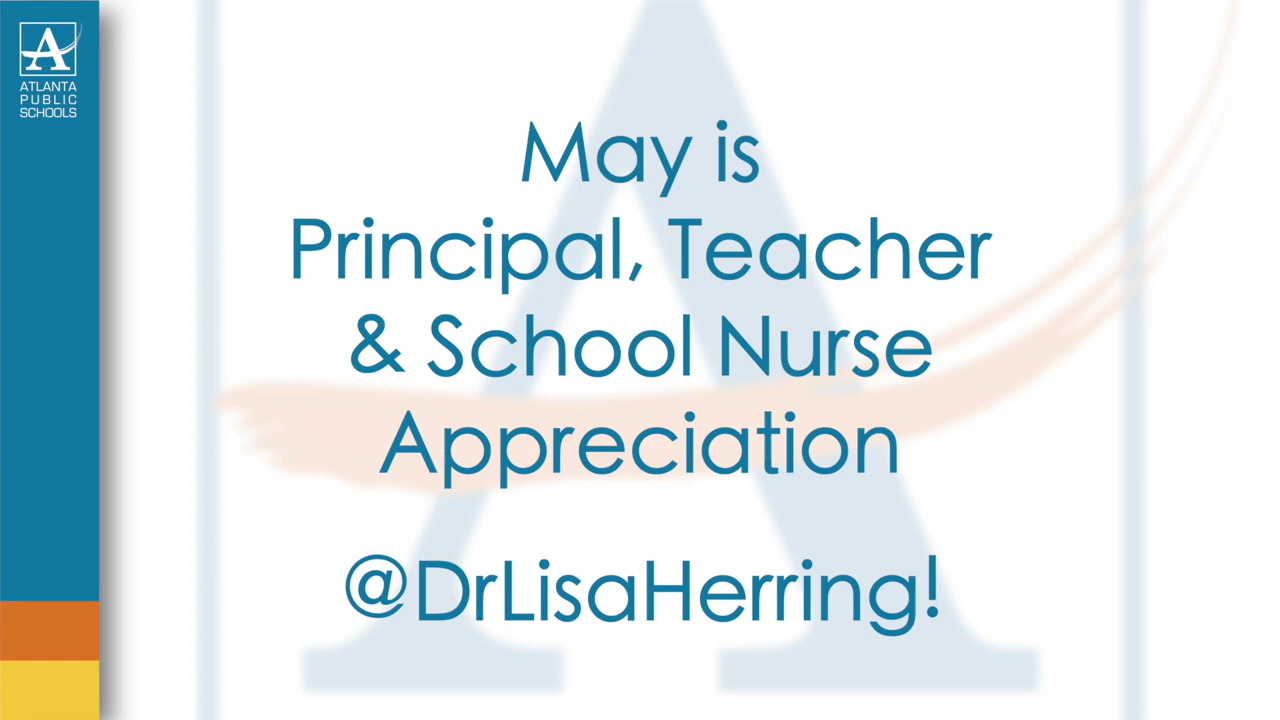 A
ATLANTA
PUBLIC
SCHOOLS
May is
Principal, Teacher
& School Nurse
Appreciation
@DrLisaHerring!